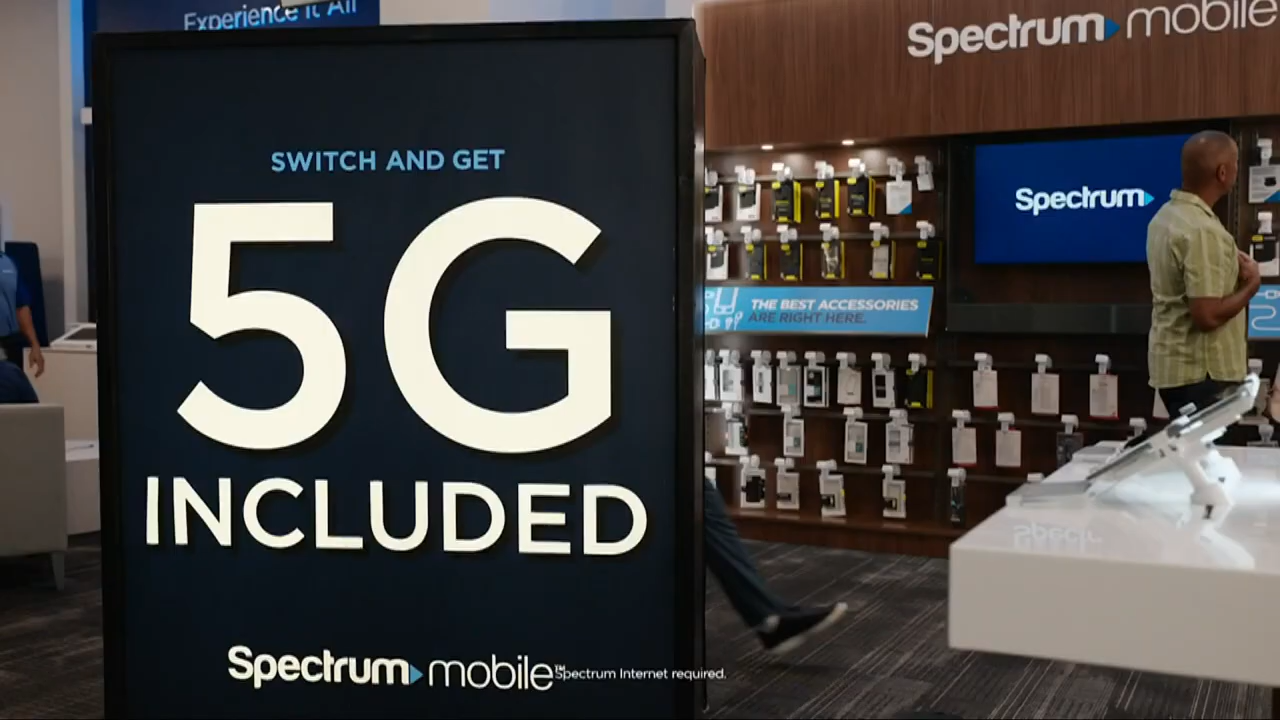 Experience It All
SWITCH AND GET
5G
INCLUDED
Spectrum mobile™
Spectrum Internet required.
Spectrum mobile
Spectrum
THE BEST ACCESSORIES
ARE RIGHT HERE.